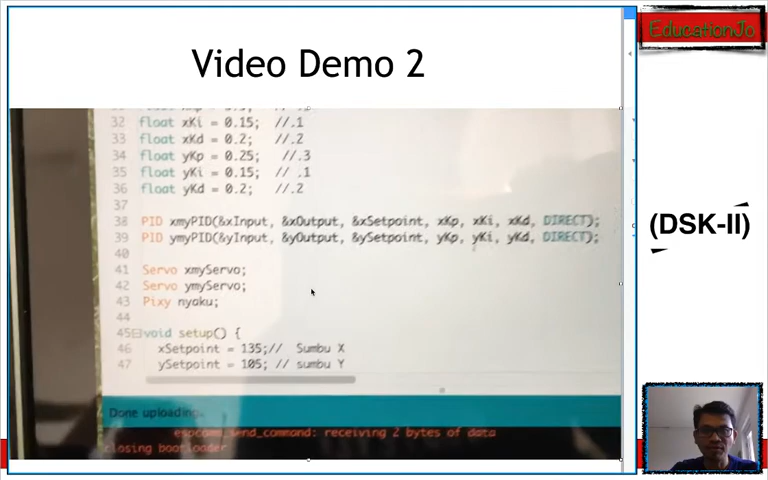 Video Demo 2
EducationJo
(DSK-II)
32 float xKi = 0.15; //.1
33 float xKd = 0.2; //.2
34 float yKp = 0.25; //.3
35 float yKi = 0.15; // .1
36 float yKd = 0.2; //.2
37
38 PID xmyPID(&xInput, &xOutput, &xSetpoint, xKp, xKi, xKd, DIRECT);
39 PID ymyPID(&yInput, &yOutput, &ySetpoint, yKp, yKi, yKd, DIRECT);
40
41 Servo xmyServo;
42 Servo ymyServo;
43 Pixy nyaku;
44
45 void setup() {
46 xSetpoint = 135;// Sumbu X
47 ySetpoint = 105; // sumbu Y
Done uploading.
espcomm_send_command: receiving 2 bytes of data
closing bootloader